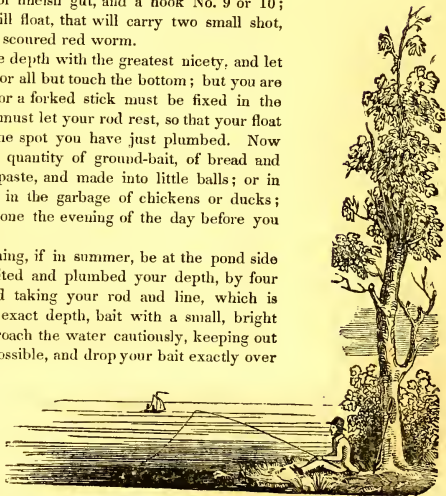 fineish gut, and a hook No. 9 or 10;
ill float, that will carry two small shot,
scoured red worm.
e depth with the greatest nicety, and let
or all but touch the bottom; but you are
or a forked stick must be fixed in the
must let your rod rest, so that your float
ne spot you have just plumbed. Now
quantity of ground-bait, of bread and
paste, and made into little balls; or in
in the garbage of chickens or ducks;
one the evening of the day before you
ning, if in summer, be at the pond side
ited and plumbed your depth, by four
d taking your rod and line, which is
exact depth, bait with a small, bright
roach the water cautiously, keeping out
ossible, and drop your bait exactly over